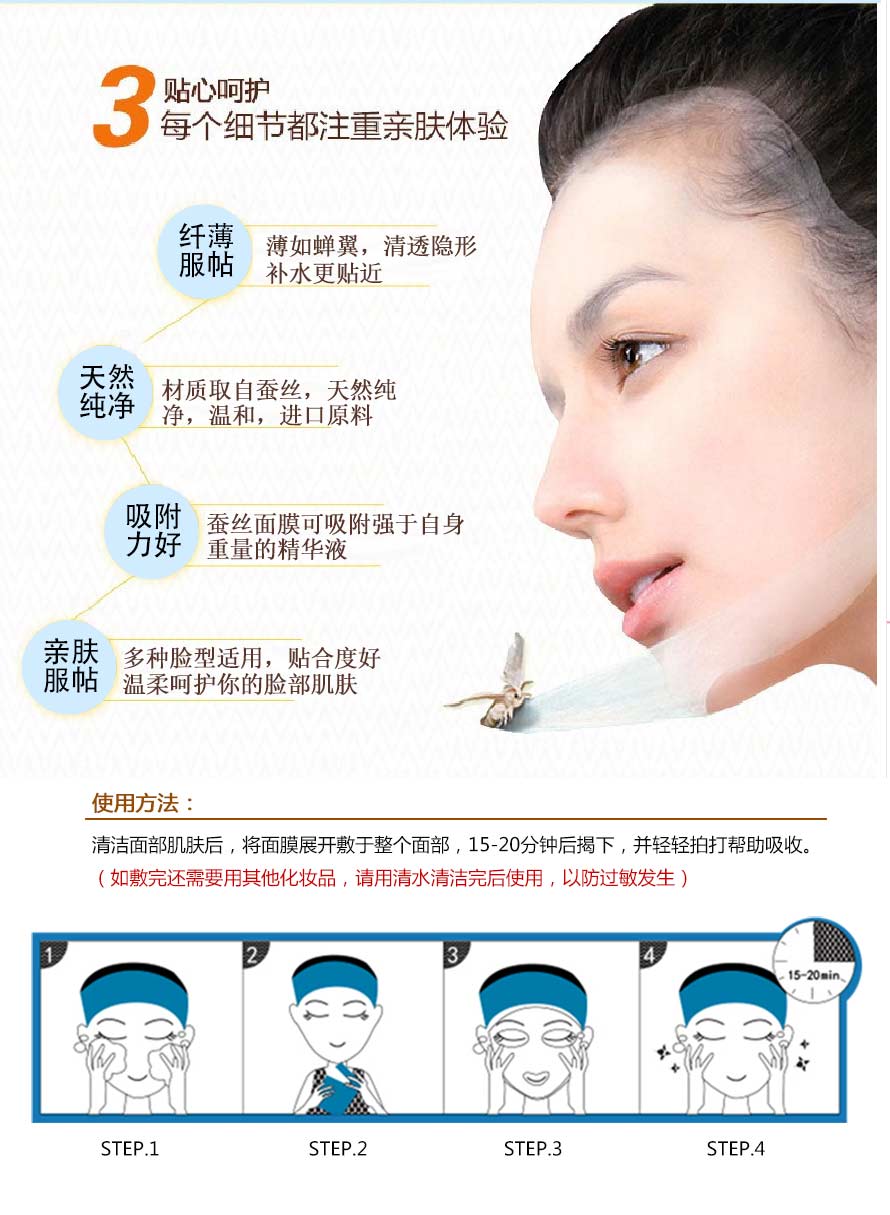 3
贴心呵护
每个细节都注重亲肤体验
纤薄
服帖
薄如蝉翼，清透隐形
补水更贴近
天然
纯净
材质取自蚕丝，天然纯
净，温和，进口原料
吸附
力好
蚕丝面膜可吸附强于自身
重量的精华液
亲肤
服帖
多种脸型适用，贴合度好
温柔呵护你的脸部肌肤
使用方法：
清洁面部肌肤后，将面膜展开敷于整个面部，15-20分钟后揭下，并轻轻拍打帮助吸收。
（如敷完还需要用其他化妆品，请用清水清洁完后使用，以防过敏发生）
1
2
3
4
15-20min
STEP.1
STEP.2
STEP.3
STEP.4